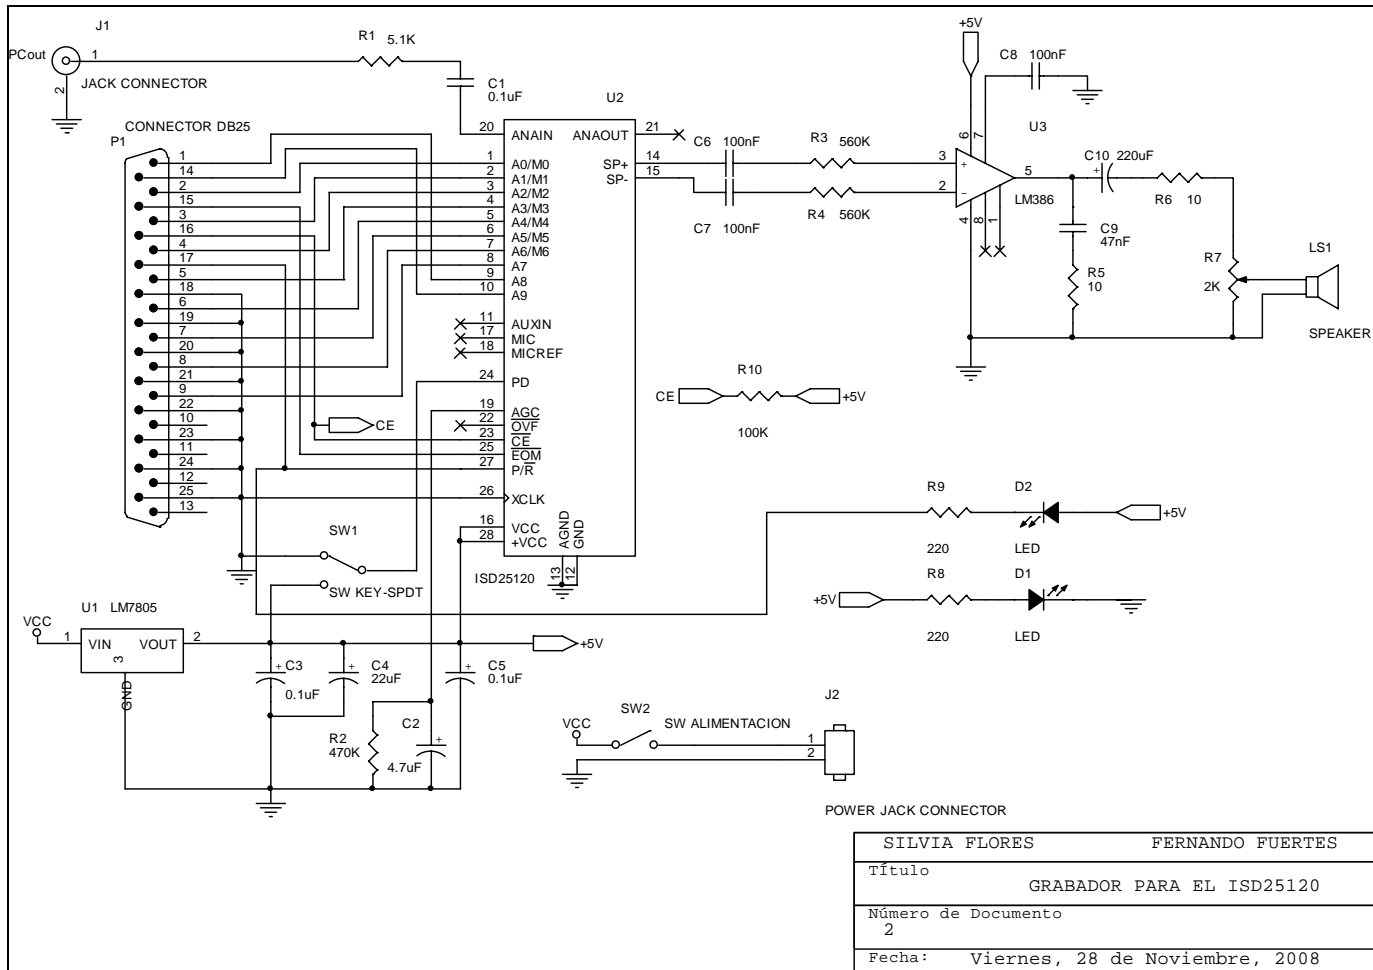 J1
PCout
1
2
JACK CONNECTOR
R1
5.1K
C1
0.1uF
CONNECTOR DB25
P1
1
14
2
15
3
16
4
17
5
18
6
19
7
20
8
21
9
22
10
23
11
24
12
25
13
U2
20 ANAIN
ANAOUT 21
1 A0/M0
2 A1/M1
3 A2/M2
4 A3/M3
5 A4/M4
6 A5/M5
7 A6/M6
8 A7
9 A8
10 A9
SP+ 14
SP- 15
11 AUXIN
17 MIC
18 MICREF
24 PD
19 AGC
22 OVF
23 CE
25 EOM
27 P/R
26 XCLK
16 VCC
28 +VCC
AGND
GND
13
12
ISD25120
CE
SW1
SW KEY-SPDT
U1 LM7805
VCC
1 VIN
VOUT 2
3
GND
+5V
C3
0.1uF
C4
22uF
C5
0.1uF
R2
470K
C2
4.7uF
C6 100nF
C7 100nF
R3 560K
R4 560K
+5V
C8 100nF
6
7
U3
3
2
5
LM386
4
8
1
C10 220uF
C9
47nF
R5
10
R6 10
R7
2K
LS1
SPEAKER
R10
CE
+5V
100K
R9
D2
+5V
220
LED
R8
D1
+5V
220
LED
SW2
VCC
SW ALIMENTACION
J2
1
2
POWER JACK CONNECTOR
SILVIA FLORES FERNANDO FUERTES
Título
GRABADOR PARA EL ISD25120
Número de Documento
2
Fecha: Viernes, 28 de Noviembre, 2008